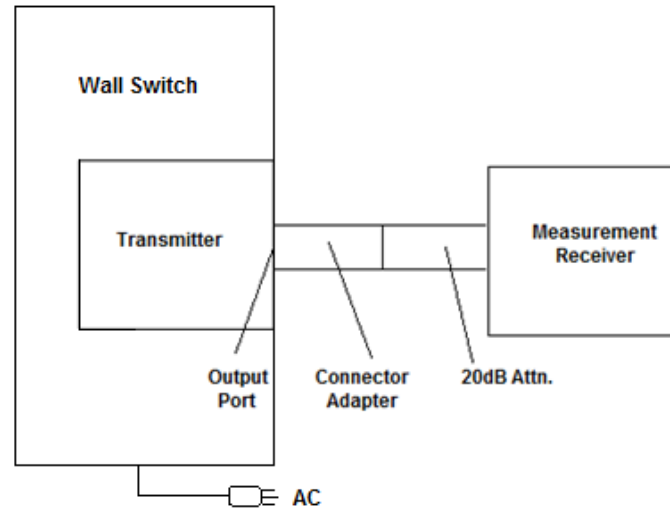 Wall Switch
Transmitter
Measurement
Receiver
Output
Port
Connector
Adapter
20dB Attn.
AC